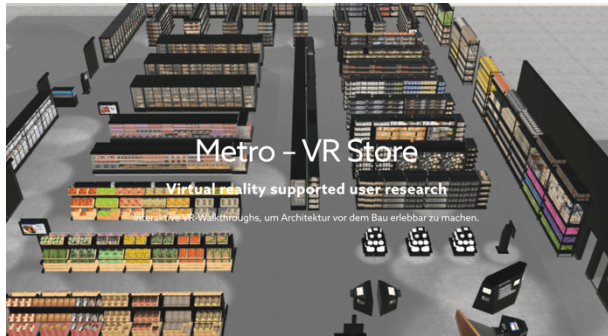 Metro – VR Store
Virtual reality supported user research
Interaktive VR-Walkthroughs, um Architektur vor dem Bau erlebbar zu machen.